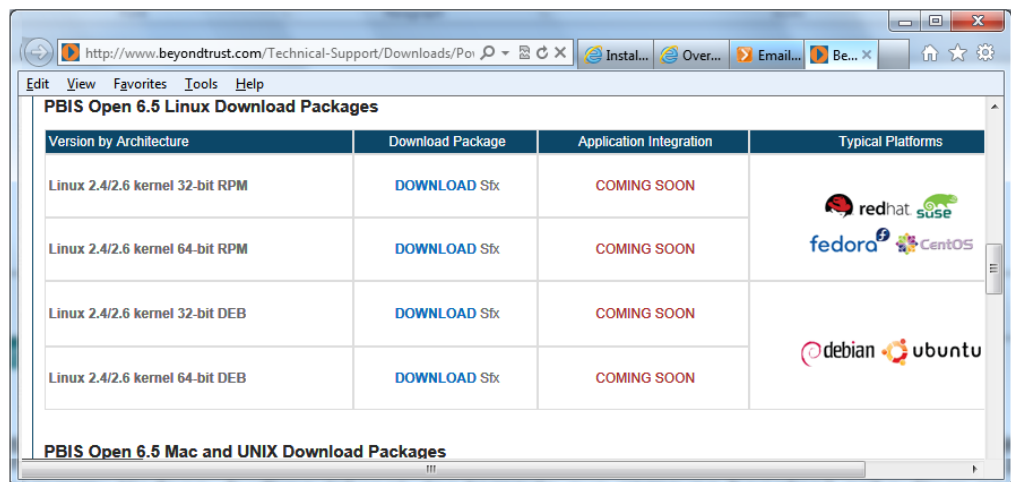 http://www.beyondtrust.com/Technical-Support/Downloads/Po
Instal... Over... Email... Be...
Edit View Favorites Tools Help
PBIS Open 6.5 Linux Download Packages
Version by Architecture Download Package Application Integration Typical Platforms
Linux 2.4/2.6 kernel 32-bit RPM DOWNLOAD Sfx COMING SOON
redhat suse
Linux 2.4/2.6 kernel 64-bit RPM DOWNLOAD Sfx COMING SOON
fedora CentOS
Linux 2.4/2.6 kernel 32-bit DEB DOWNLOAD Sfx COMING SOON
debian ubuntu
Linux 2.4/2.6 kernel 64-bit DEB DOWNLOAD Sfx COMING SOON
PBIS Open 6.5 Mac and UNIX Download Packages